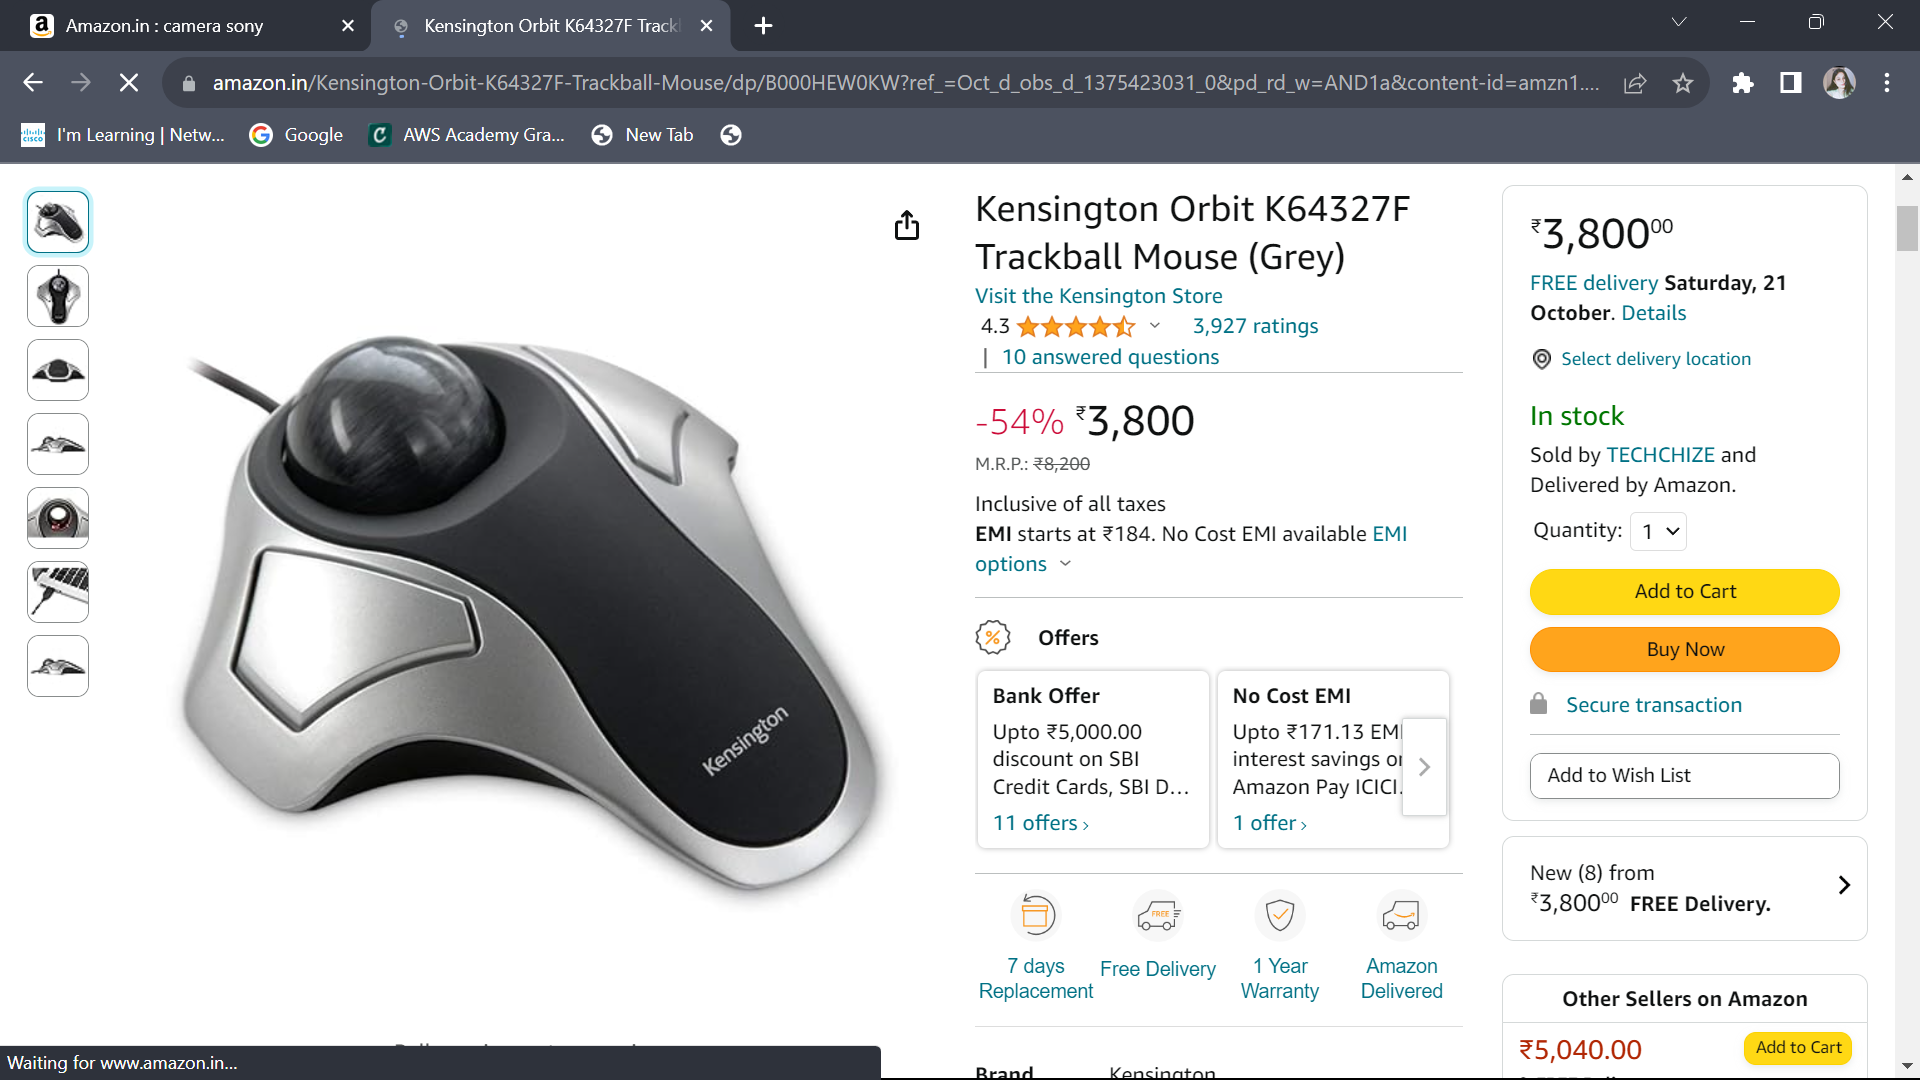 Amazon.in : camera sony
Kensington Orbit K64327F Track
amazon.in/Kensington-Orbit-K64327F-Trackball-Mouse/dp/B000HEW0KW?ref_=Oct_d_obs_d_1375423031_0&pd_rd_w=AND1a&content-id=amzn1....
I'm Learning | Netw...
Google
AWS Academy Gra...
New Tab
Kensington Orbit K64327F
Trackball Mouse (Grey)
Visit the Kensington Store
4.3
3,927 ratings
| 10 answered questions
-54% ₹3,800
M.R.P.: ₹8,200
Inclusive of all taxes
EMI starts at ₹184. No Cost EMI available EMI
options
Offers
Bank Offer
Upto ₹5,000.00
discount on SBI
Credit Cards, SBI D...
11 offers ›
No Cost EMI
Upto ₹171.13 EMI
interest savings on
Amazon Pay ICICI...
1 offer ›
7 days
Replacement
Free Delivery
1 Year
Warranty
Amazon
Delivered
FREE
Brand Kensington
Kensington
₹3,80000
FREE delivery Saturday, 21
October. Details
Select delivery location
In stock
Sold by TECHCHIZE and
Delivered by Amazon.
Quantity: 1
Add to Cart
Buy Now
Secure transaction
Add to Wish List
New (8) from
₹3,80000 FREE Delivery.
Other Sellers on Amazon
₹5,040.00
Add to Cart
Waiting for www.amazon.in...